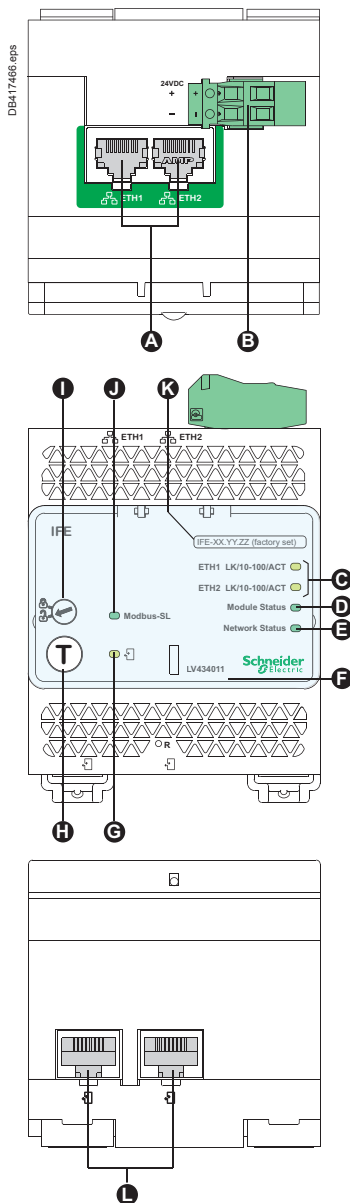 DB417466.eps
24VDC
+ +
– –
AMP
ETH1 ETH2
A B
I J K
ETH1 ETH2
IFE
IFE-XX.YY.ZZ (factory set)
ETH1 LK/10-100/ACT
C
ETH2 LK/10-100/ACT
Modbus-SL
Module Status D
Network Status E
T
LV434011
Schneider
Electric
F
R
H G
L